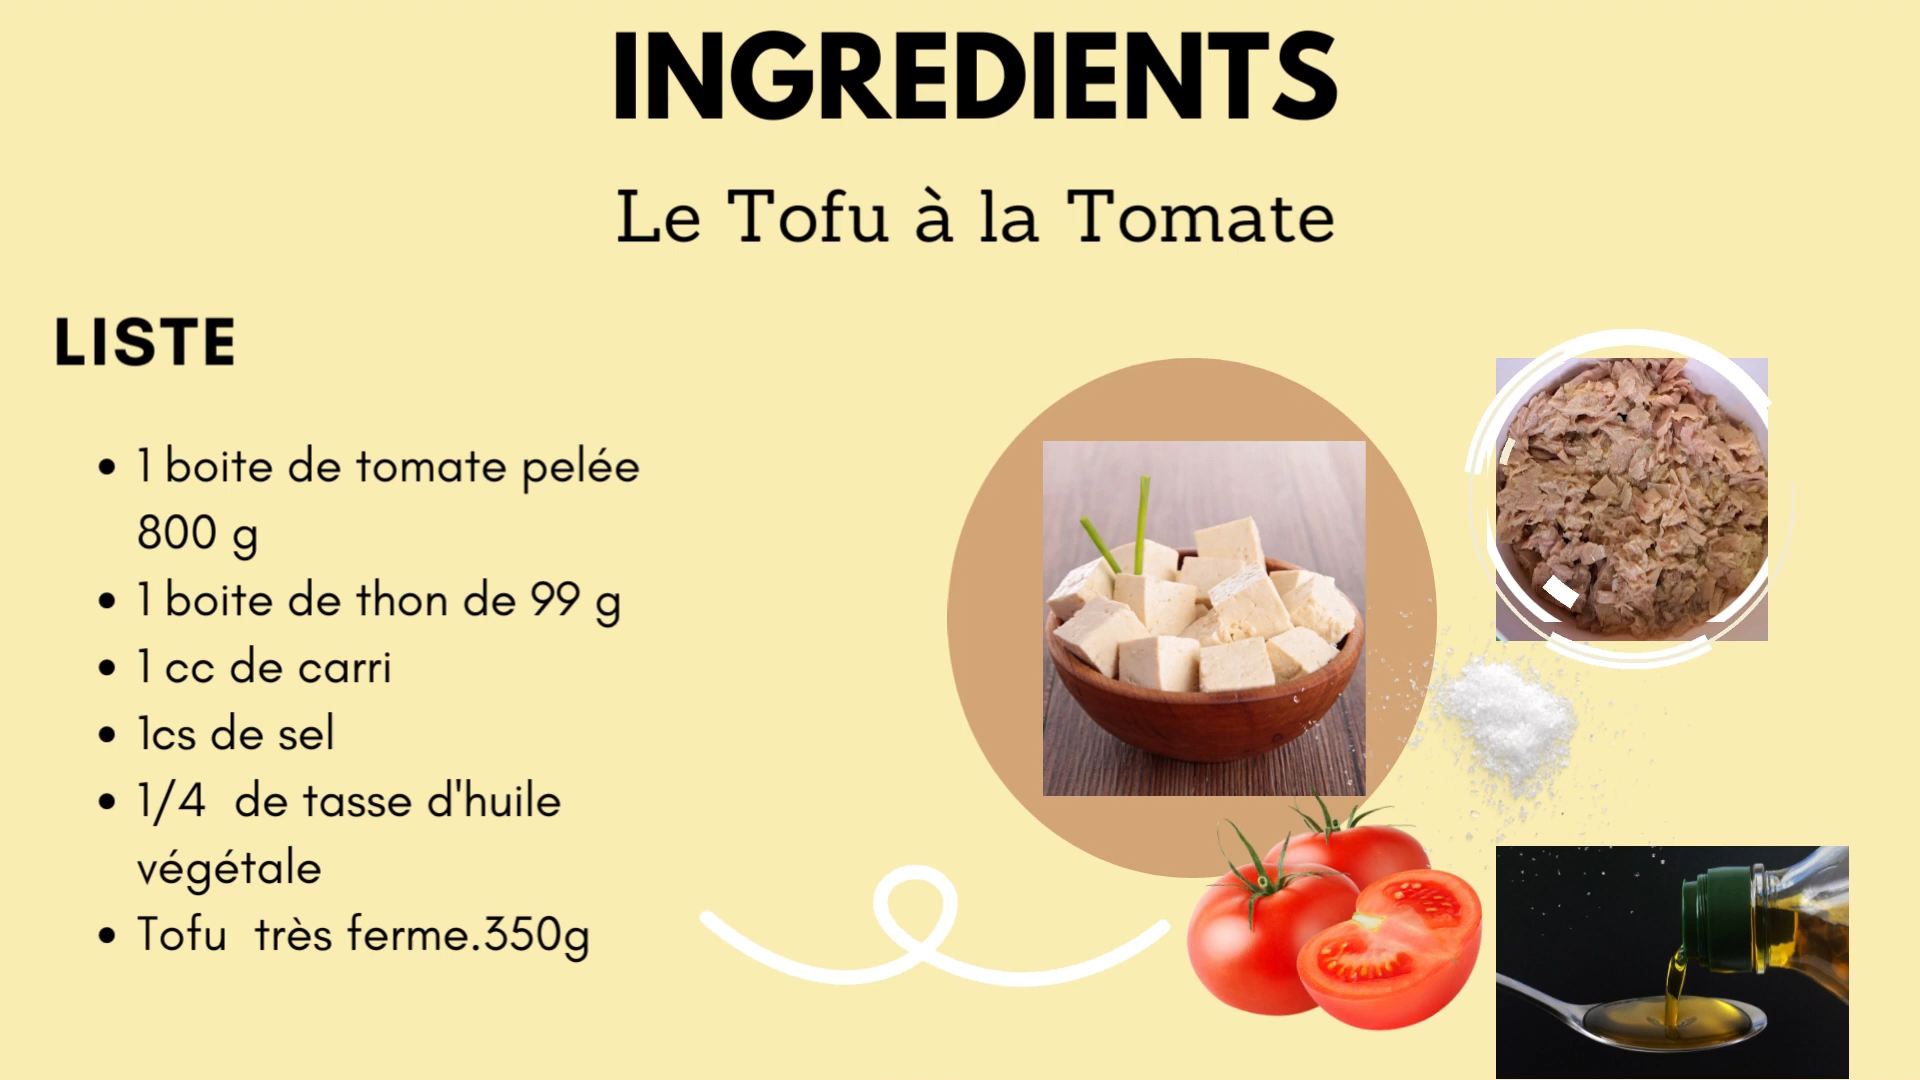 INGREDIENTS
Le Tofu à la Tomate
LISTE
• 1 boite de tomate pelée
800 g
• 1 boite de thon de 99 g
• 1 cc de carri
• 1cs de sel
• 1/4  de tasse d'huile
végétale
• Tofu  très ferme.350g